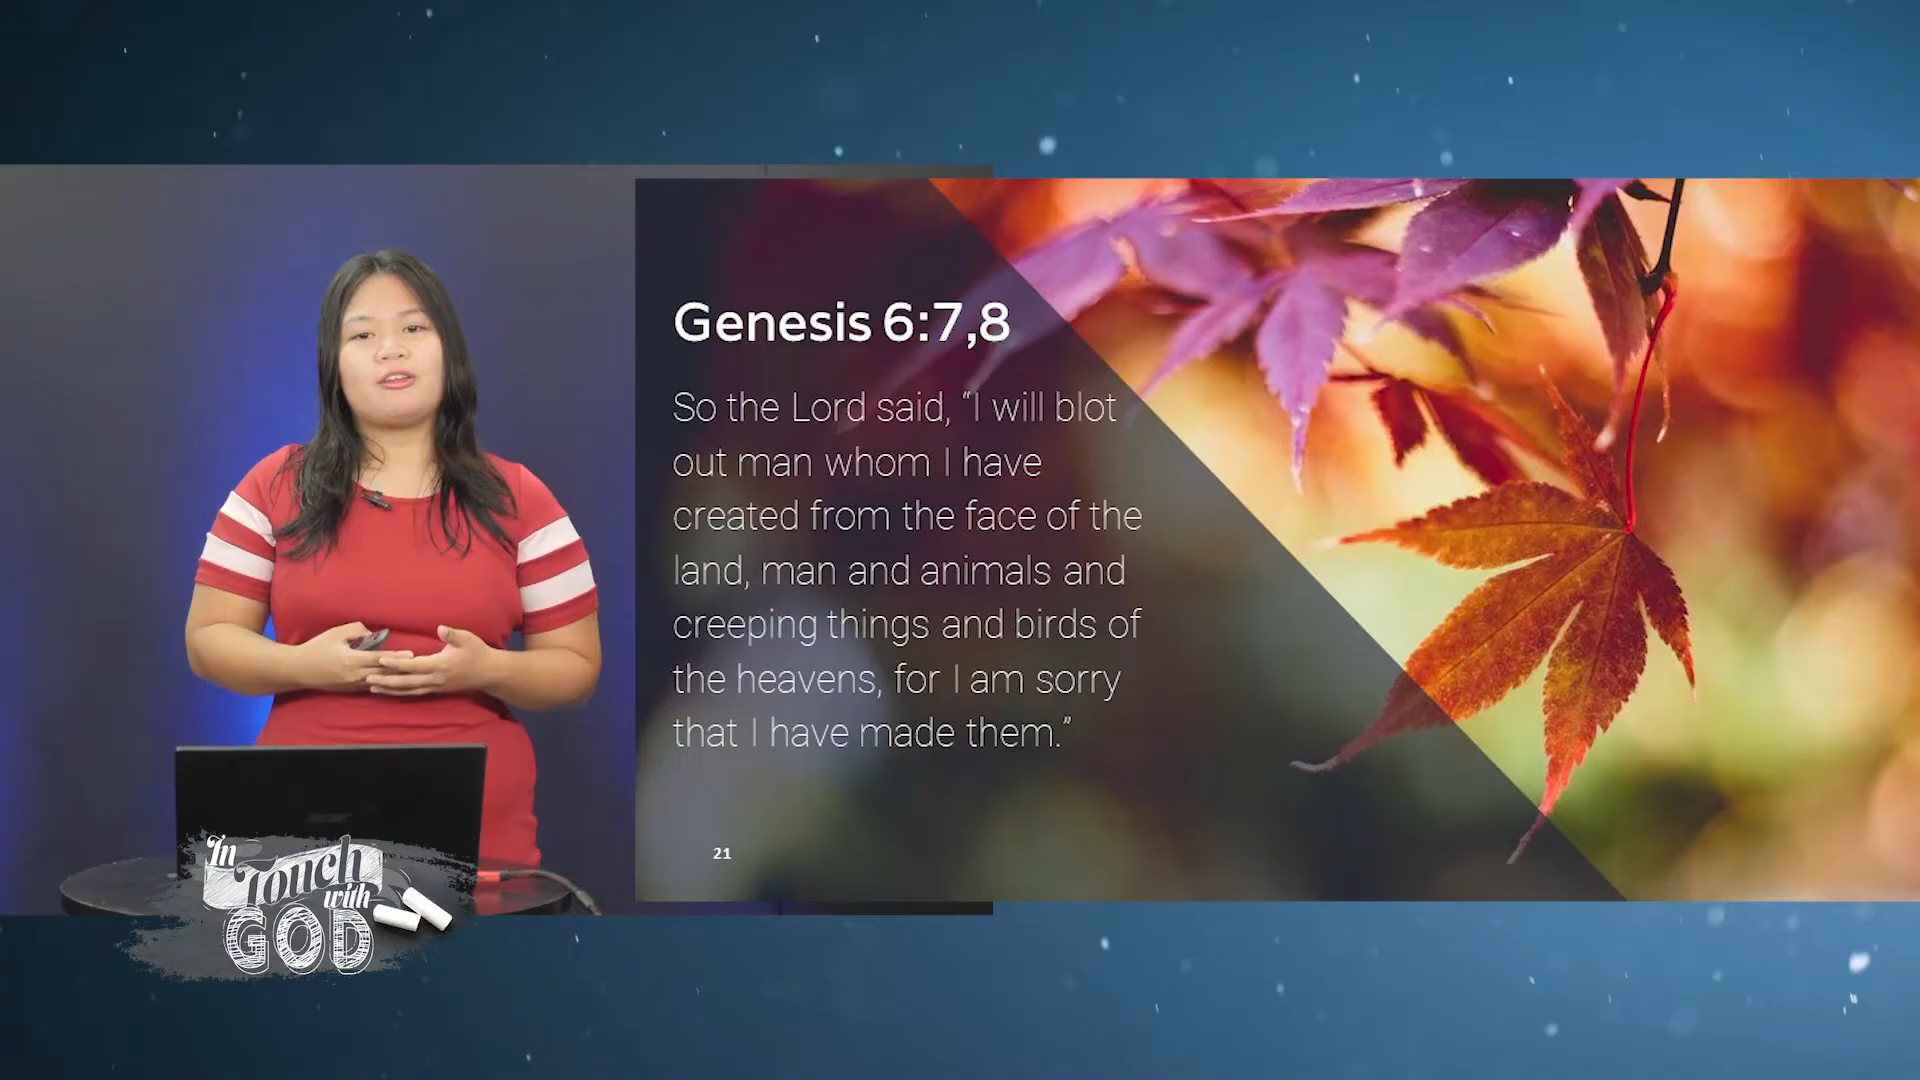 Genesis 6:7,8
So the Lord said, “I will blot
out man whom I have
created from the face of the
land, man and animals and
creeping things and birds of
the heavens, for I am sorry
that I have made them.”
21
In
Touch
with
GOD